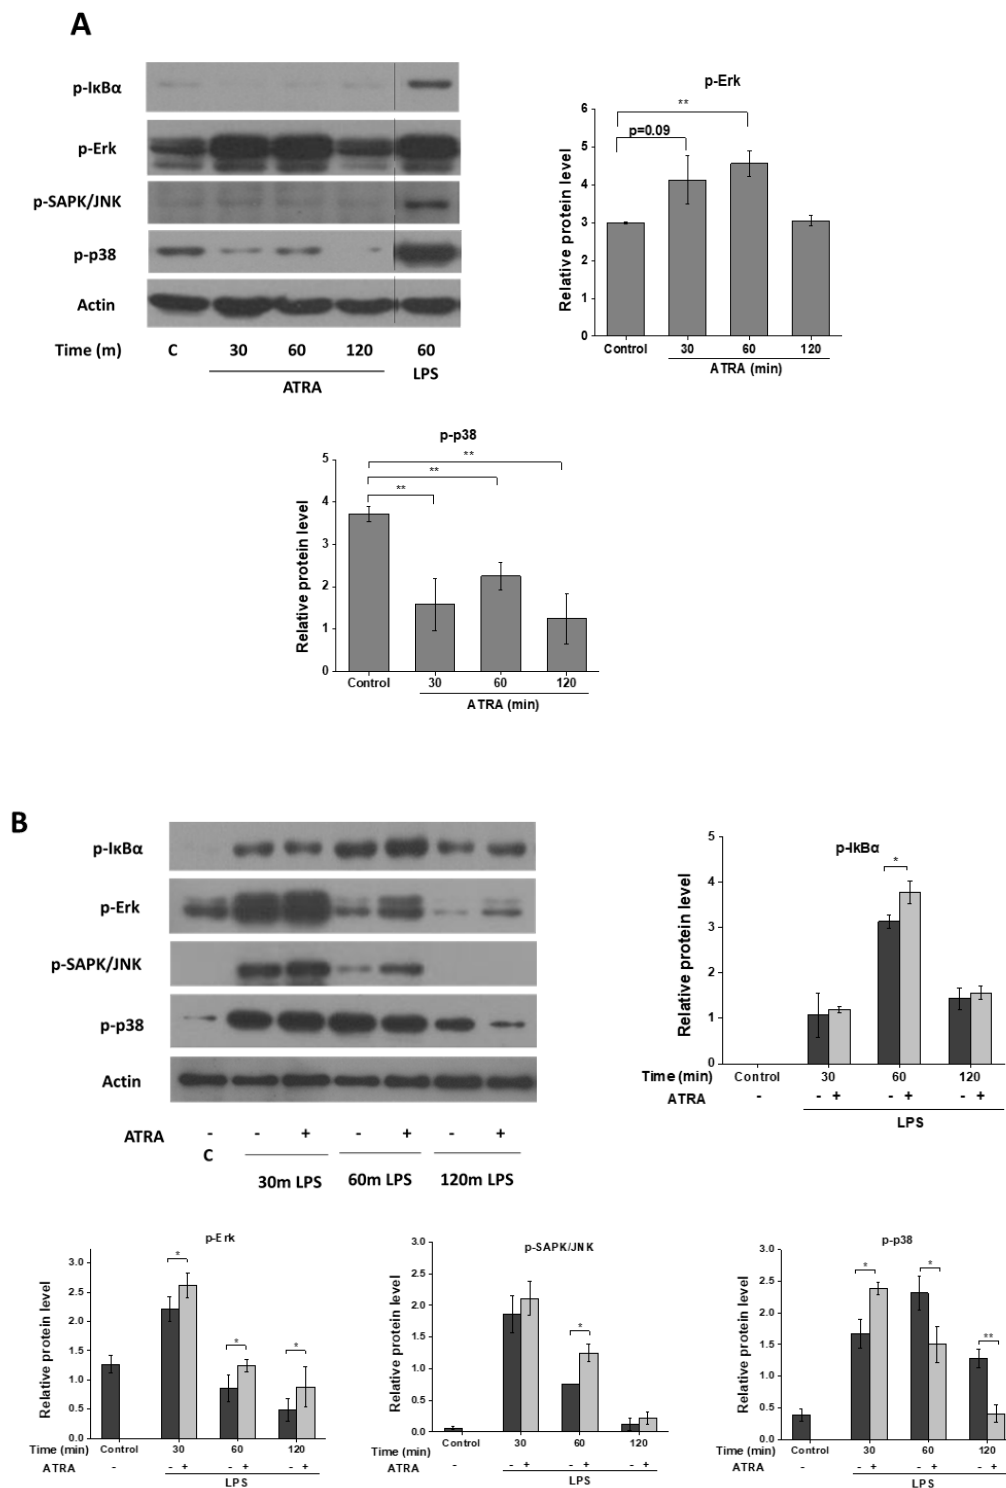 A
p-IκBα
p-Erk
p-SAPK/JNK
p-p38
Actin
Time (m) C 30 60 120 60
ATRA LPS
p-Erk
Relative protein level
6
5
4
3
2
1
0
**
p=0.09
Control 30 60 120
ATRA (min)
p-p38
Relative protein level
5
4
3
2
1
0
**
**
**
Control 30 60 120
ATRA (min)
B
p-IκBα
p-Erk
p-SAPK/JNK
p-p38
Actin
ATRA - - + - + - +
C
30m LPS 60m LPS 120m LPS
p-IkBα
Relative protein level
5
4
3
2
1
0
*
Time (min) Control 30 60 120
ATRA - - + - + - +
LPS
p-Erk
Relative protein level
3.0
2.5
2.0
1.5
1.0
0.5
0.0
*
*
*
Time (min) Control 30 60 120
ATRA - - + - + - +
LPS
p-SAPK/JNK
Relative protein level
3.0
2.5
2.0
1.5
1.0
0.5
0.0
*
Time (min) Control 30 60 120
ATRA - - + - + - +
LPS
p-p38
Relative protein level
3.0
2.5
2.0
1.5
1.0
0.5
0.0
*
*
**
Time (min) Control 30 60 120
ATRA - - + - + - +
LPS